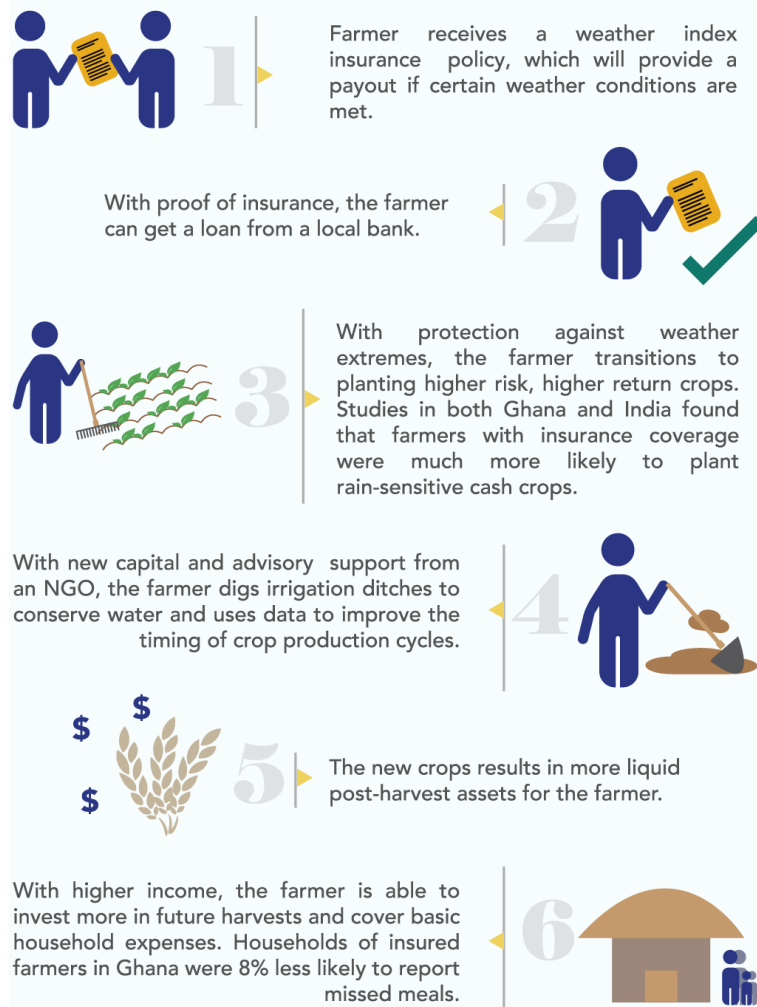 1
Farmer receives a weather index
insurance policy, which will provide a
payout if certain weather conditions are
met.
2
With proof of insurance, the farmer
can get a loan from a local bank.
3
With protection against weather
extremes, the farmer transitions to
planting higher risk, higher return crops.
Studies in both Ghana and India found
that farmers with insurance coverage
were much more likely to plant
rain-sensitive cash crops.
4
With new capital and advisory support from
an NGO, the farmer digs irrigation ditches to
conserve water and uses data to improve the
timing of crop production cycles.
$
$
$
5
The new crops results in more liquid
post-harvest assets for the farmer.
6
With higher income, the farmer is able to
invest more in future harvests and cover basic
household expenses. Households of insured
farmers in Ghana were 8% less likely to report
missed meals.